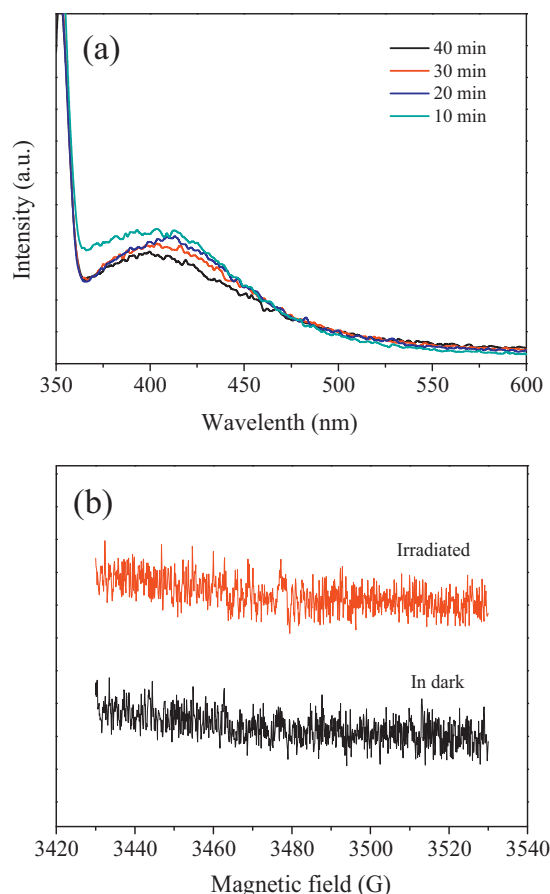 (a)
40 min
30 min
20 min
10 min
Intensity (a.u.)
350 400 450 500 550 600
Wavelenth (nm)
(b)
Irradiated
In dark
3420 3440 3460 3480 3500 3520 3540
Magnetic field (G)